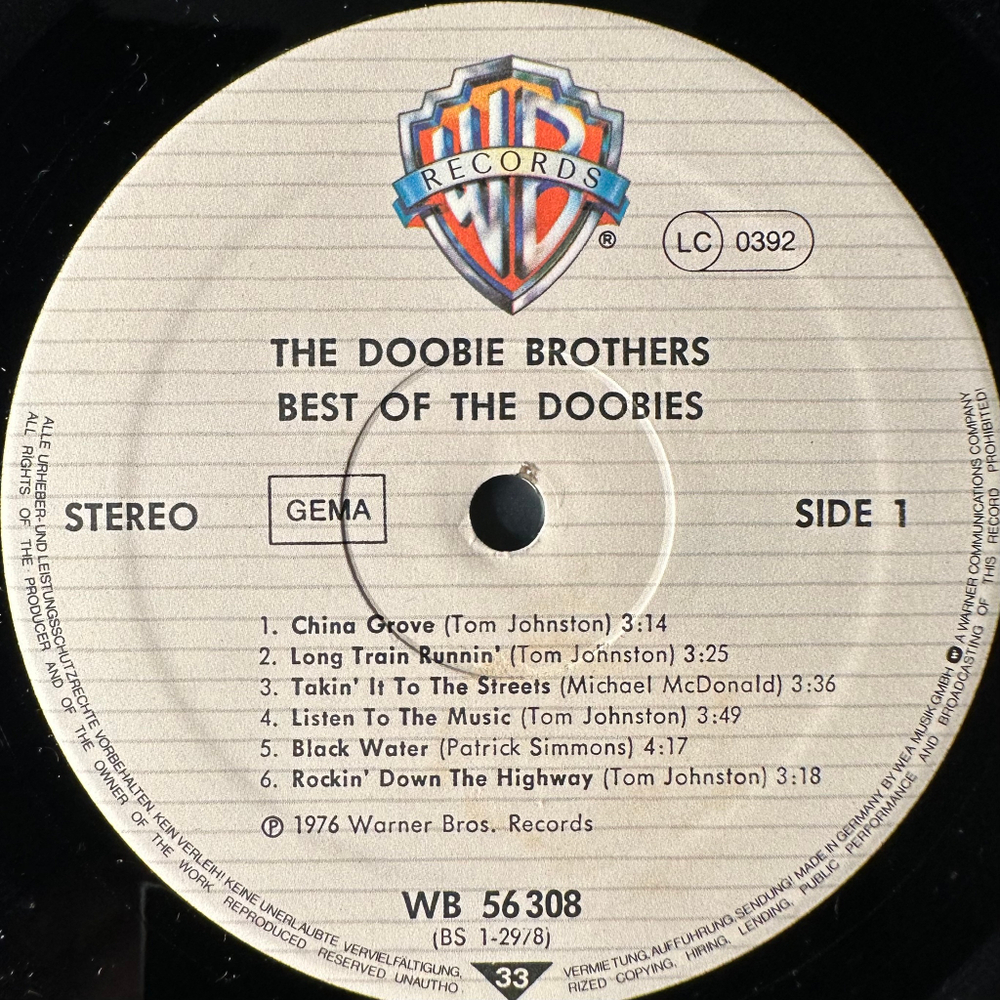 WB
RECORDS
®
LC 0392
THE DOOBIE BROTHERS
BEST OF THE DOOBIES
STEREO
GEMA
SIDE 1
1. China Grove (Tom Johnston) 3:14
2. Long Train Runnin' (Tom Johnston) 3:25
3. Takin' It To The Streets (Michael McDonald) 3:36
4. Listen To The Music (Tom Johnston) 3:49
5. Black Water (Patrick Simmons) 4:17
6. Rockin' Down The Highway (Tom Johnston) 3:18
℗ 1976 Warner Bros. Records
WB 56 308
(BS 1-2978)
33
ALLE URHEBER- UND LEISTUNGSSCHUTZRECHTE VORBEHALTEN. KEIN VERLEIH! KEINE UNERLAUBTE VERVIELFÄLTIGUNG, VERMIETUNG, AUFFÜHRUNG, SENDUNG! MADE IN GERMANY BY WEA MUSIK GMBH A WARNER COMMUNICATIONS COMPANY
ALL RIGHTS OF THE PRODUCER AND OF THE OWNER OF THE WORK REPRODUCED RESERVED UNAUTHO. RIZED COPYING, HIRING, LENDING, PUBLIC PERFORMANCE AND BROADCASTING OF THIS RECORD PROHIBITED!